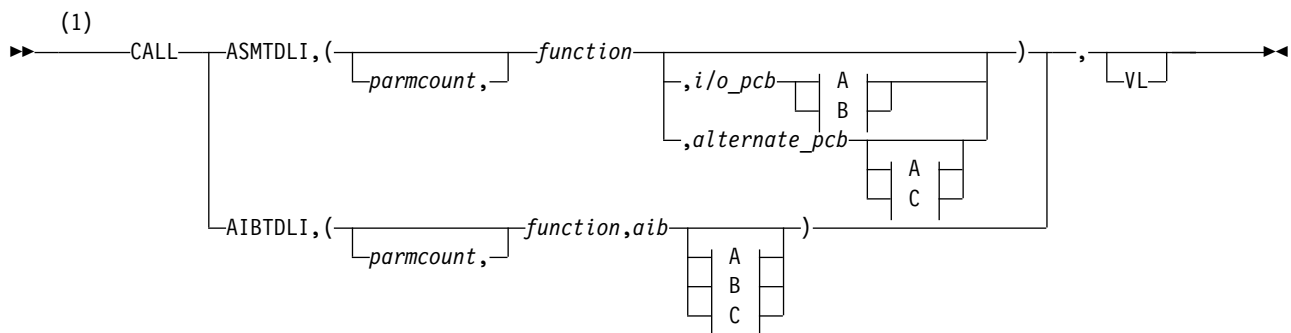 (1)
CALL ASMTDLI,( function ) , 
parmcount, ,i/o_pcb A VL
B
,alternate_pcb
A
C
AIBTDLI,( function,aib )
parmcount, A
B
C